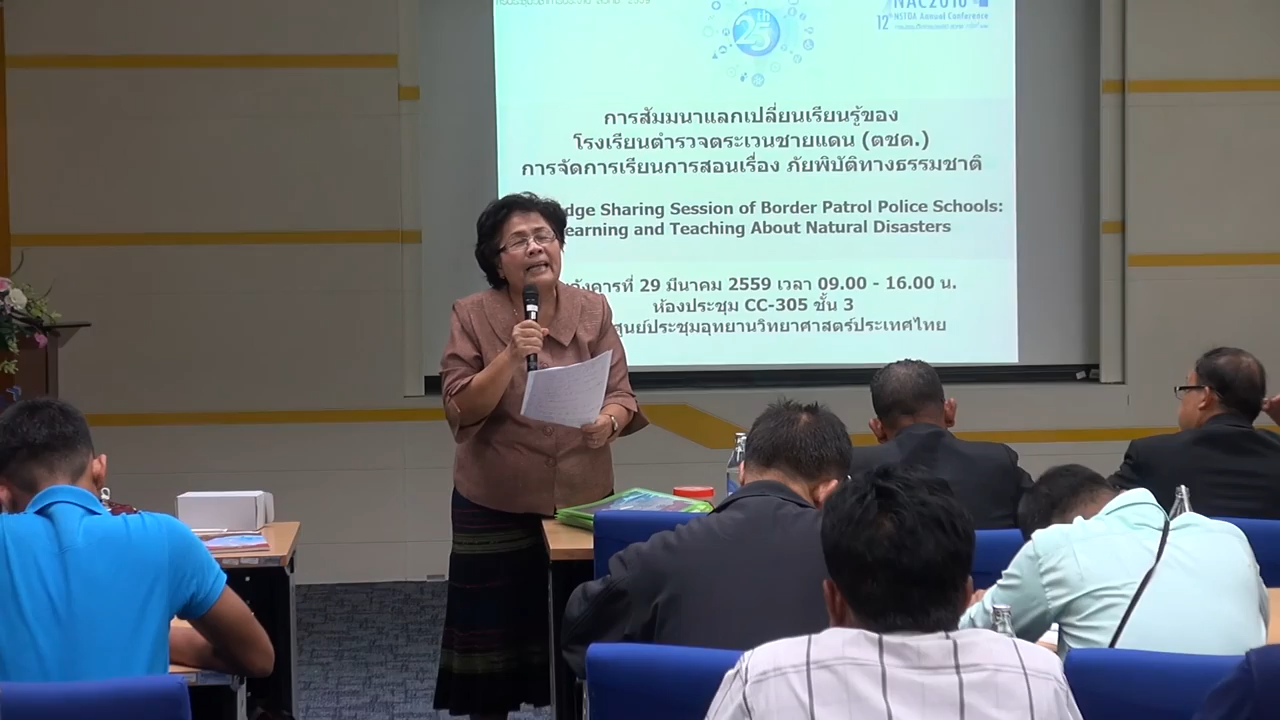 25th
NAC2016
12th NSTDA Annual Conference
การสัมมนาแลกเปลี่ยนเรียนรู้ของ
โรงเรียนตำรวจตระเวนชายแดน (ตชด.)
การจัดการเรียนการสอนเรื่อง ภัยพิบัติทางธรรมชาติ
dge Sharing Session of Border Patrol Police Schools:
earning and Teaching About Natural Disasters
ังคารที่ 29 มีนาคม 2559 เวลา 09.00 - 16.00 น.
ห้องประชุม CC-305 ชั้น 3
ศูนย์ประชุมอุทยานวิทยาศาสตร์ประเทศไทย